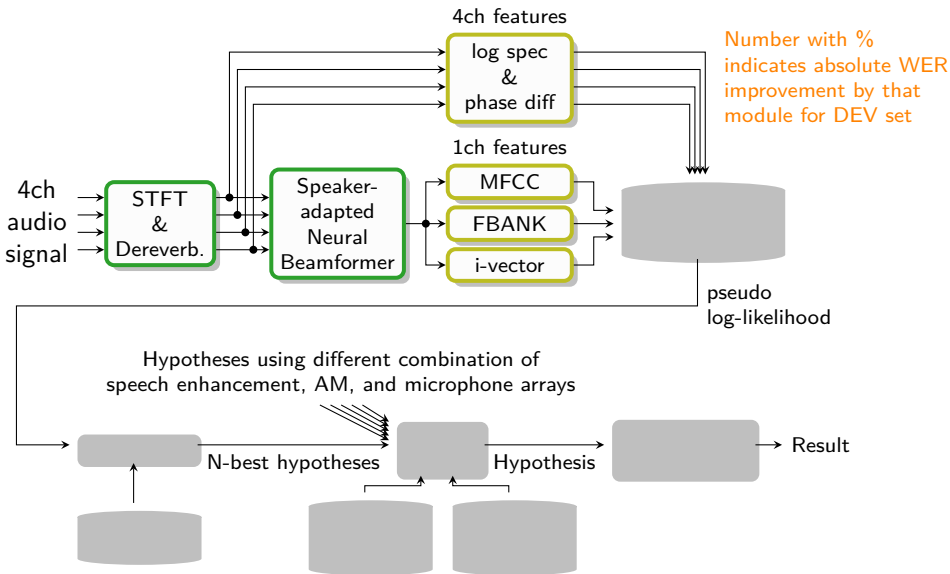 4ch features
log spec
&
phase diff
Number with %
indicates absolute WER
improvement by that
module for DEV set
1ch features
4ch
audio
signal
STFT
&
Dereverb.
Speaker-
adapted
Neural
Beamformer
MFCC
FBANK
i-vector
pseudo
log-likelihood
Hypotheses using different combination of
speech enhancement, AM, and microphone arrays
N-best hypotheses
Hypothesis
Result